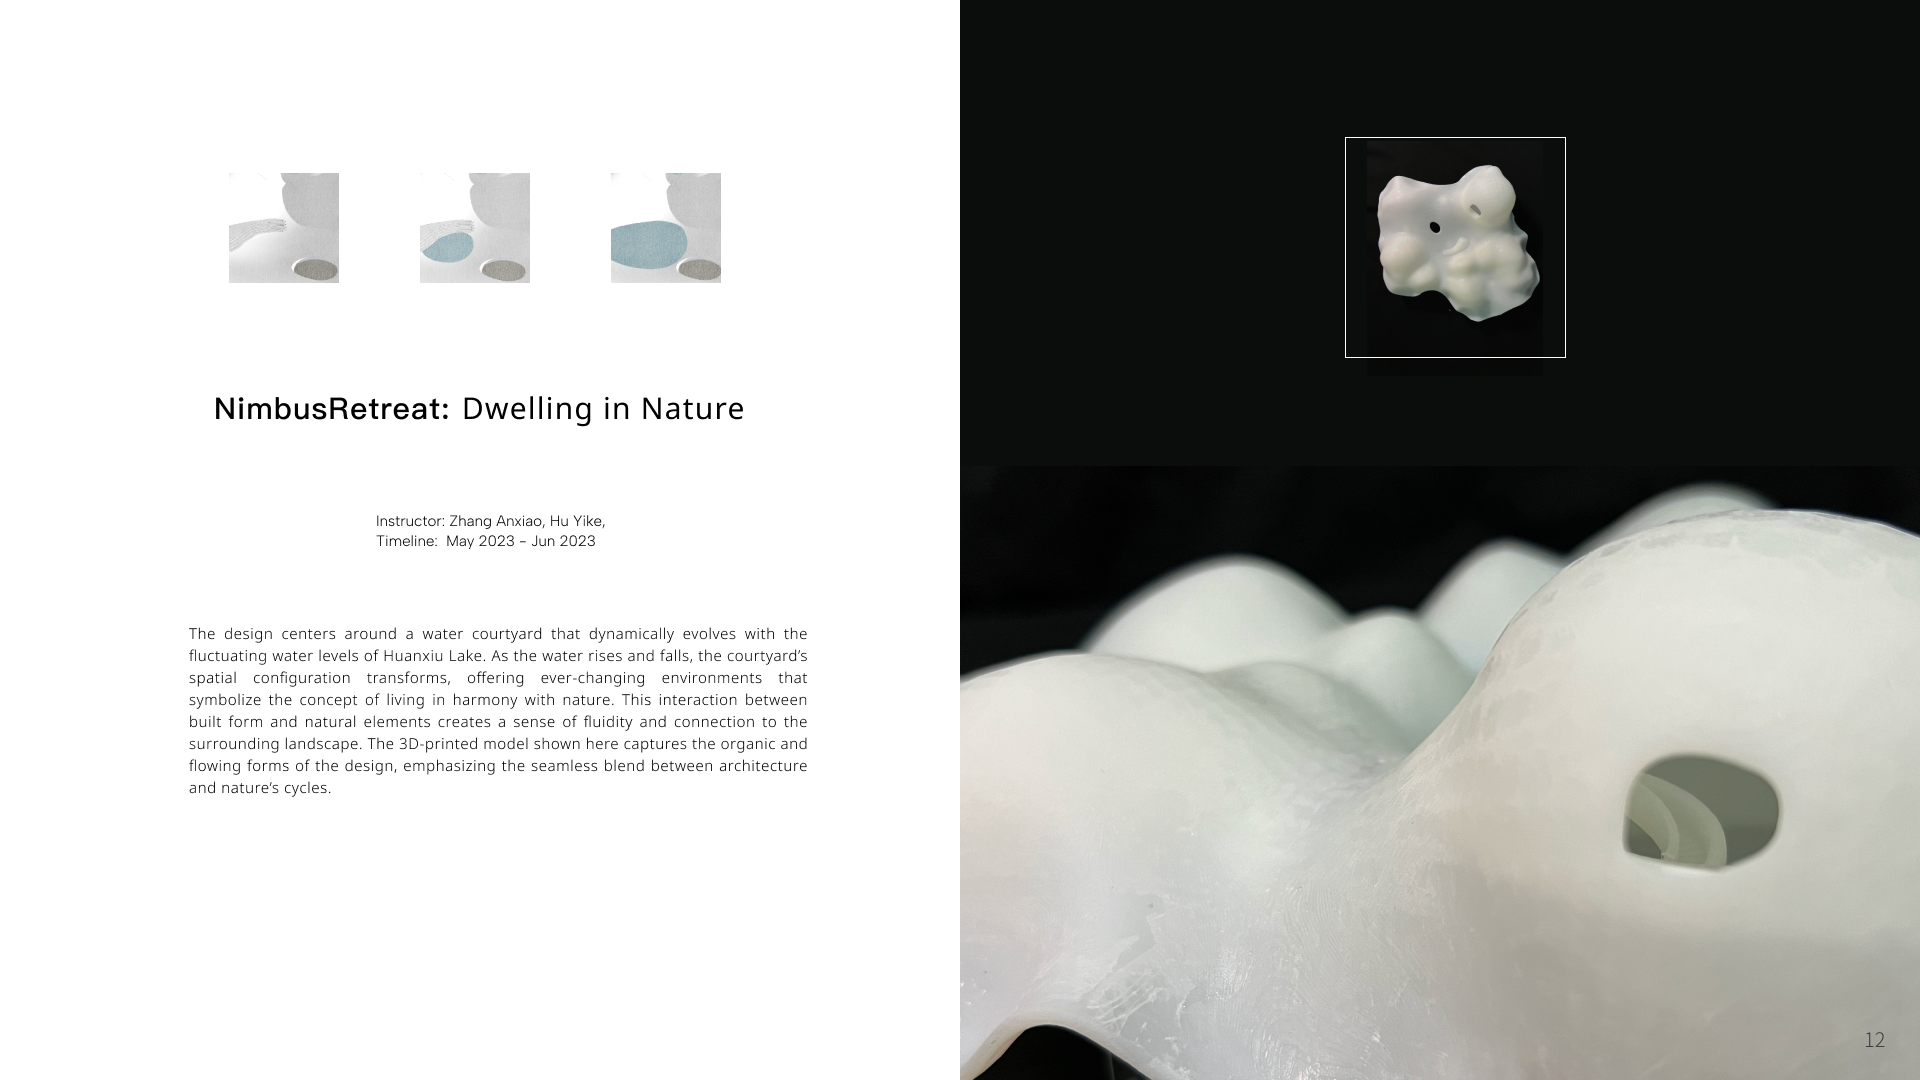 NimbusRetreat: Dwelling in Nature
Instructor: Zhang Anxiao, Hu Yike,
Timeline:  May 2023 – Jun 2023
The design centers around a water courtyard that dynamically evolves with the
fluctuating water levels of Huanxiu Lake. As the water rises and falls, the courtyard’s
spatial configuration transforms, offering ever-changing environments that
symbolize the concept of living in harmony with nature. This interaction between
built form and natural elements creates a sense of fluidity and connection to the
surrounding landscape. The 3D-printed model shown here captures the organic and
flowing forms of the design, emphasizing the seamless blend between architecture
and nature’s cycles.
12